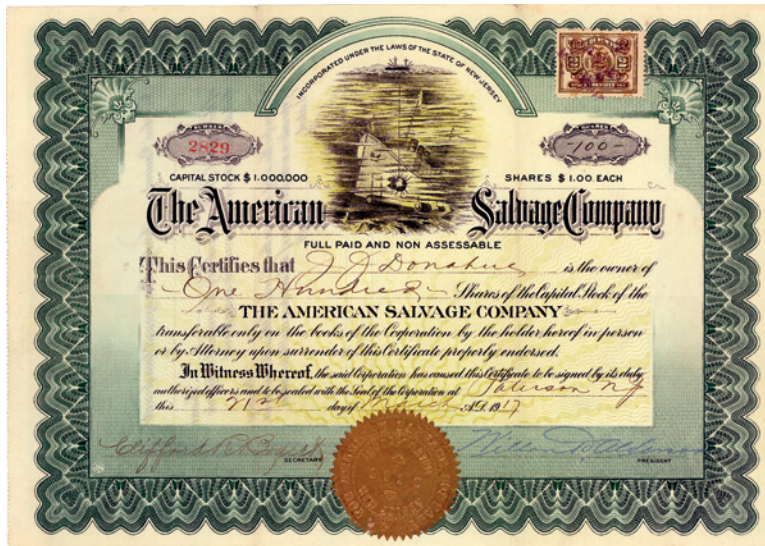 INCORPORATED UNDER THE LAWS OF THE STATE OF NEW JERSEY
NUMBER
2829
SHARES
-100-
CAPITAL STOCK $1.000.000
SHARES $1.00 EACH
The American Salvage Company
FULL PAID AND NON ASSESSABLE
This Certifies that J J Donahue is the owner of
One Hundred Shares of the Capital Stock of the
THE AMERICAN SALVAGE COMPANY
transferable only on the books of the Corporation by the holder hereof in person
or by Attorney upon surrender of this Certificate properly endorsed.
In Witness Whereof, the said Corporation has caused this Certificate to be signed by its duly
authorized officers and to be sealed with the Seal of the Corporation at Paterson N J
this 21st day of March A.D. 1917
SECRETARY
PRESIDENT